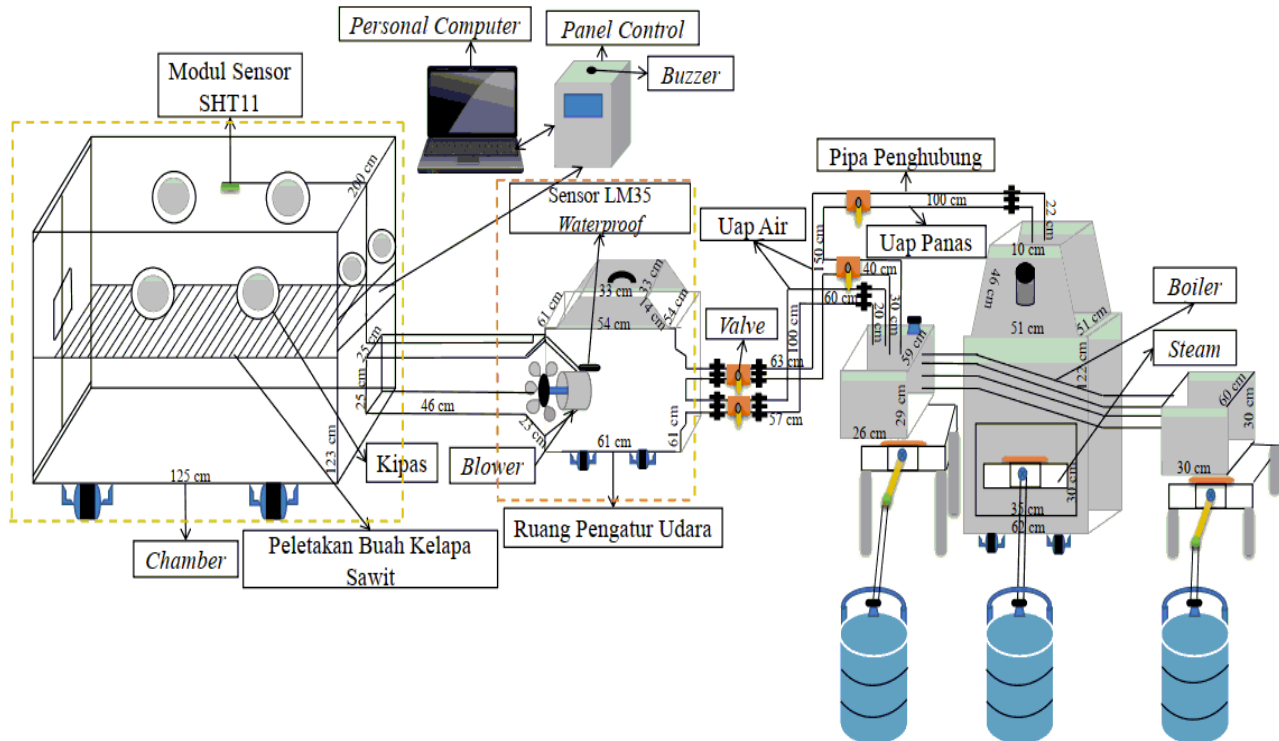 Personal Computer
Panel Control
Buzzer
Modul Sensor
SHT11
200 cm
Sensor LM35
Waterproof
Pipa Penghubung
100 cm
22 cm
Uap Air
Uap Panas
150 cm
40 cm
60 cm
30 cm
20 cm
100 cm
10 cm
46 cm
51 cm
51 cm
122 cm
Boiler
Steam
33 cm
33 cm
61 cm
54 cm
14 cm
54 cm
Valve
63 cm
57 cm
61 cm
61 cm
59 cm
29 cm
26 cm
60 cm
30 cm
30 cm
30 cm
35 cm
62 cm
25 cm
25 cm
46 cm
23 cm
123 cm
125 cm
Kipas
Blower
Chamber
Peletakan Buah Kelapa
Sawit
Ruang Pengatur Udara